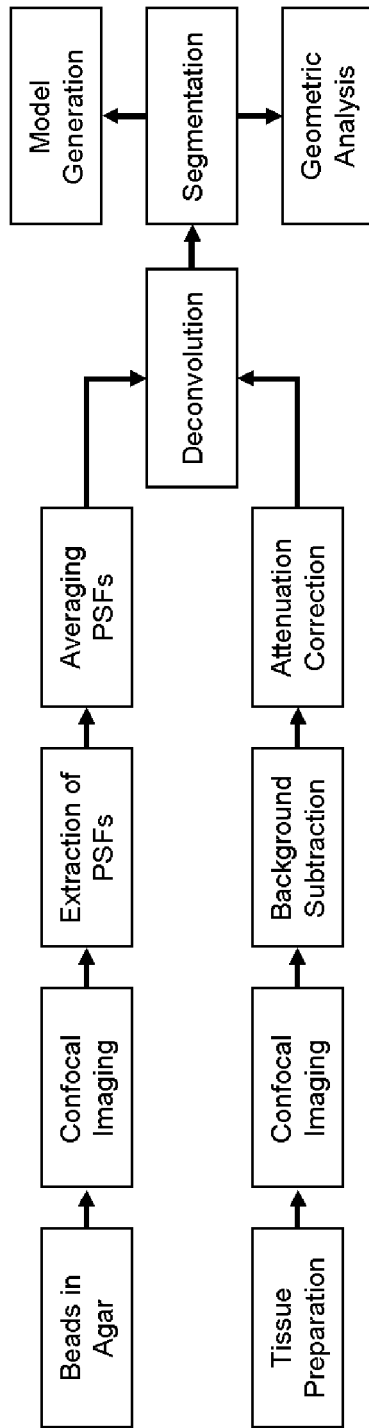 Beads in
Agar
Confocal
Imaging
Extraction of
PSFs
Averaging
PSFs
Tissue
Preparation
Confocal
Imaging
Background
Subtraction
Attenuation
Correction
Deconvolution
Segmentation
Model
Generation
Geometric
Analysis